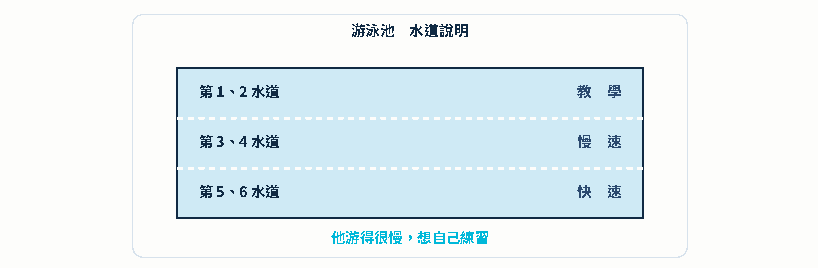 游泳池 水道說明
第1、2水道 教 學
第3、4水道 慢 速
第5、6水道 快 速
他游得很慢，想自己練習